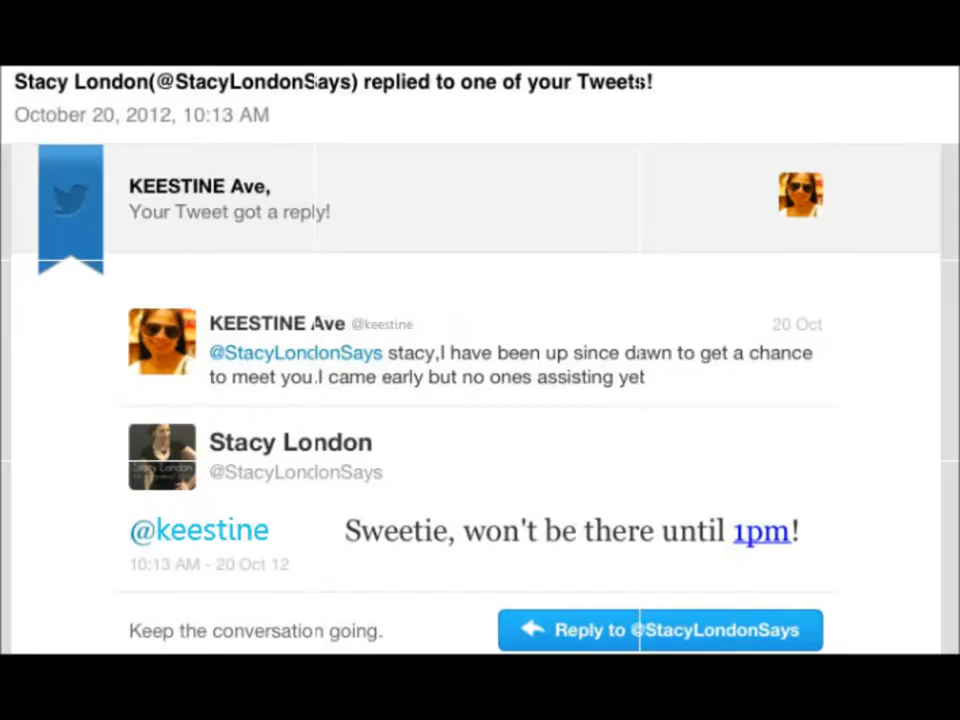 Stacy London(@StacyLondonSays) replied to one of your Tweets!
October 20, 2012, 10:13 AM
KEESTINE Ave,
Your Tweet got a reply!
KEESTINE Ave @keestine 20 Oct
@StacyLondonSays stacy,I have been up since dawn to get a chance
to meet you.I came early but no ones assisting yet
Stacy London
Stacy London
@StacyLondonSays
@keestine Sweetie, won't be there until 1pm!
10:13 AM - 20 Oct 12
Keep the conversation going.
Reply to @StacyLondonSays